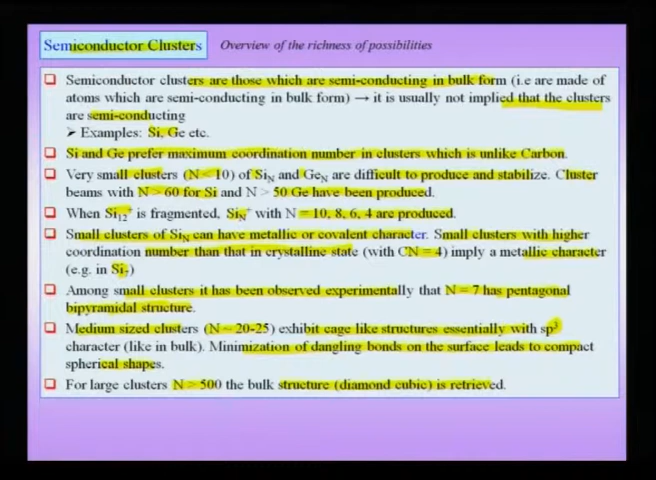 Semiconductor Clusters Overview of the richness of possibilities
❑ Semiconductor clusters are those which are semi-conducting in bulk form (i.e are made of
atoms which are semi-conducting in bulk form) → it is usually not implied that the clusters
are semi-conducting
➤ Examples: Si, Ge etc.
❑ Si and Ge prefer maximum coordination number in clusters which is unlike Carbon.
❑ Very small clusters (N < 10) of Si_N and Ge_N are difficult to produce and stabilize. Cluster
beams with N > 60 for Si and N > 50 Ge have been produced.
❑ When Si₁₂⁺ is fragmented, Si_N⁺ with N = 10, 8, 6, 4 are produced.
❑ Small clusters of Si_N can have metallic or covalent character. Small clusters with higher
coordination number than that in crystalline state (with CN = 4) imply a metallic character
(e.g. in Si₇)
❑ Among small clusters it has been observed experimentally that N = 7 has pentagonal
bipyramidal structure.
❑ Medium sized clusters (N ~ 20-25) exhibit cage like structures essentially with sp³
character (like in bulk). Minimization of dangling bonds on the surface leads to compact
spherical shapes.
❑ For large clusters N > 500 the bulk structure (diamond cubic) is retrieved.